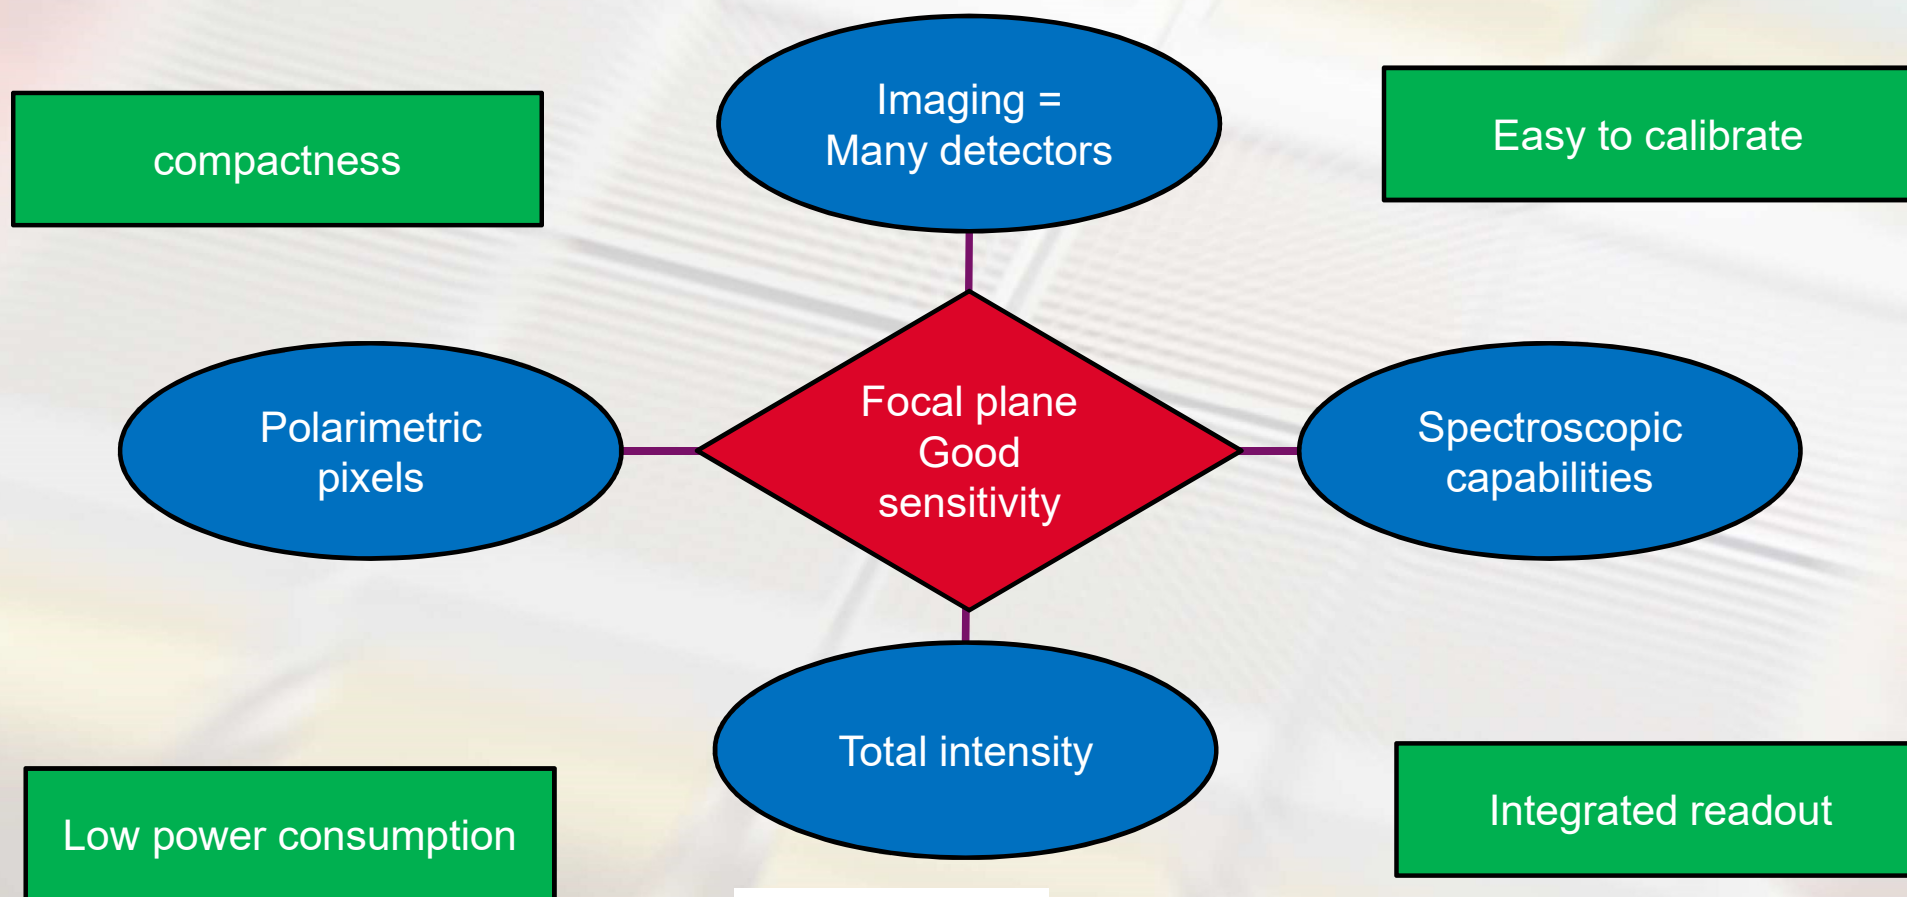 Imaging =
Many detectors
compactness
Easy to calibrate
Polarimetric
pixels
Focal plane
Good
sensitivity
Spectroscopic
capabilities
Total intensity
Low power consumption
Integrated readout